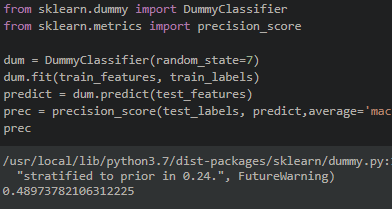 from sklearn.dummy import DummyClassifier
from sklearn.metrics import precision_score
dum = DummyClassifier(random_state=7)
dum.fit(train_features, train_labels)
predict = dum.predict(test_features)
prec = precision_score(test_labels, predict,average='mac
prec
/usr/local/lib/python3.7/dist-packages/sklearn/dummy.py:
"stratified to prior in 0.24.", FutureWarning)
0.48973782106312225